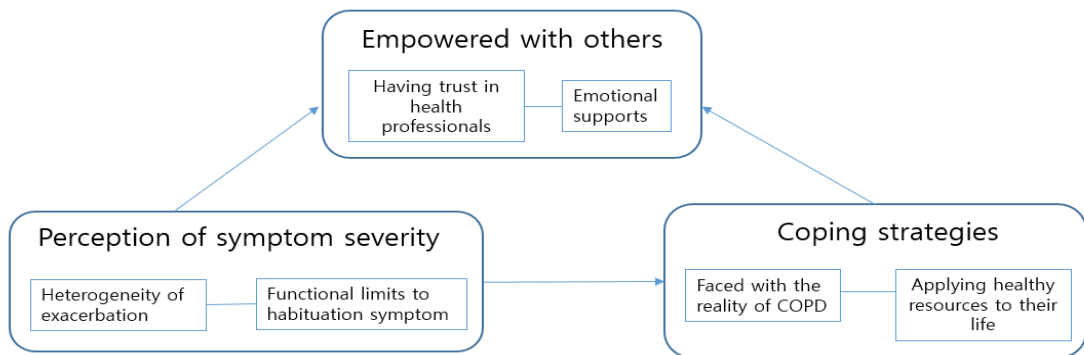 Empowered with others
Having trust in
health
professionals
Emotional
supports
Perception of symptom severity
Heterogeneity of
exacerbation
Functional limits to
habituation symptom
Coping strategies
Faced with the
reality of COPD
Applying healthy
resources to their
life